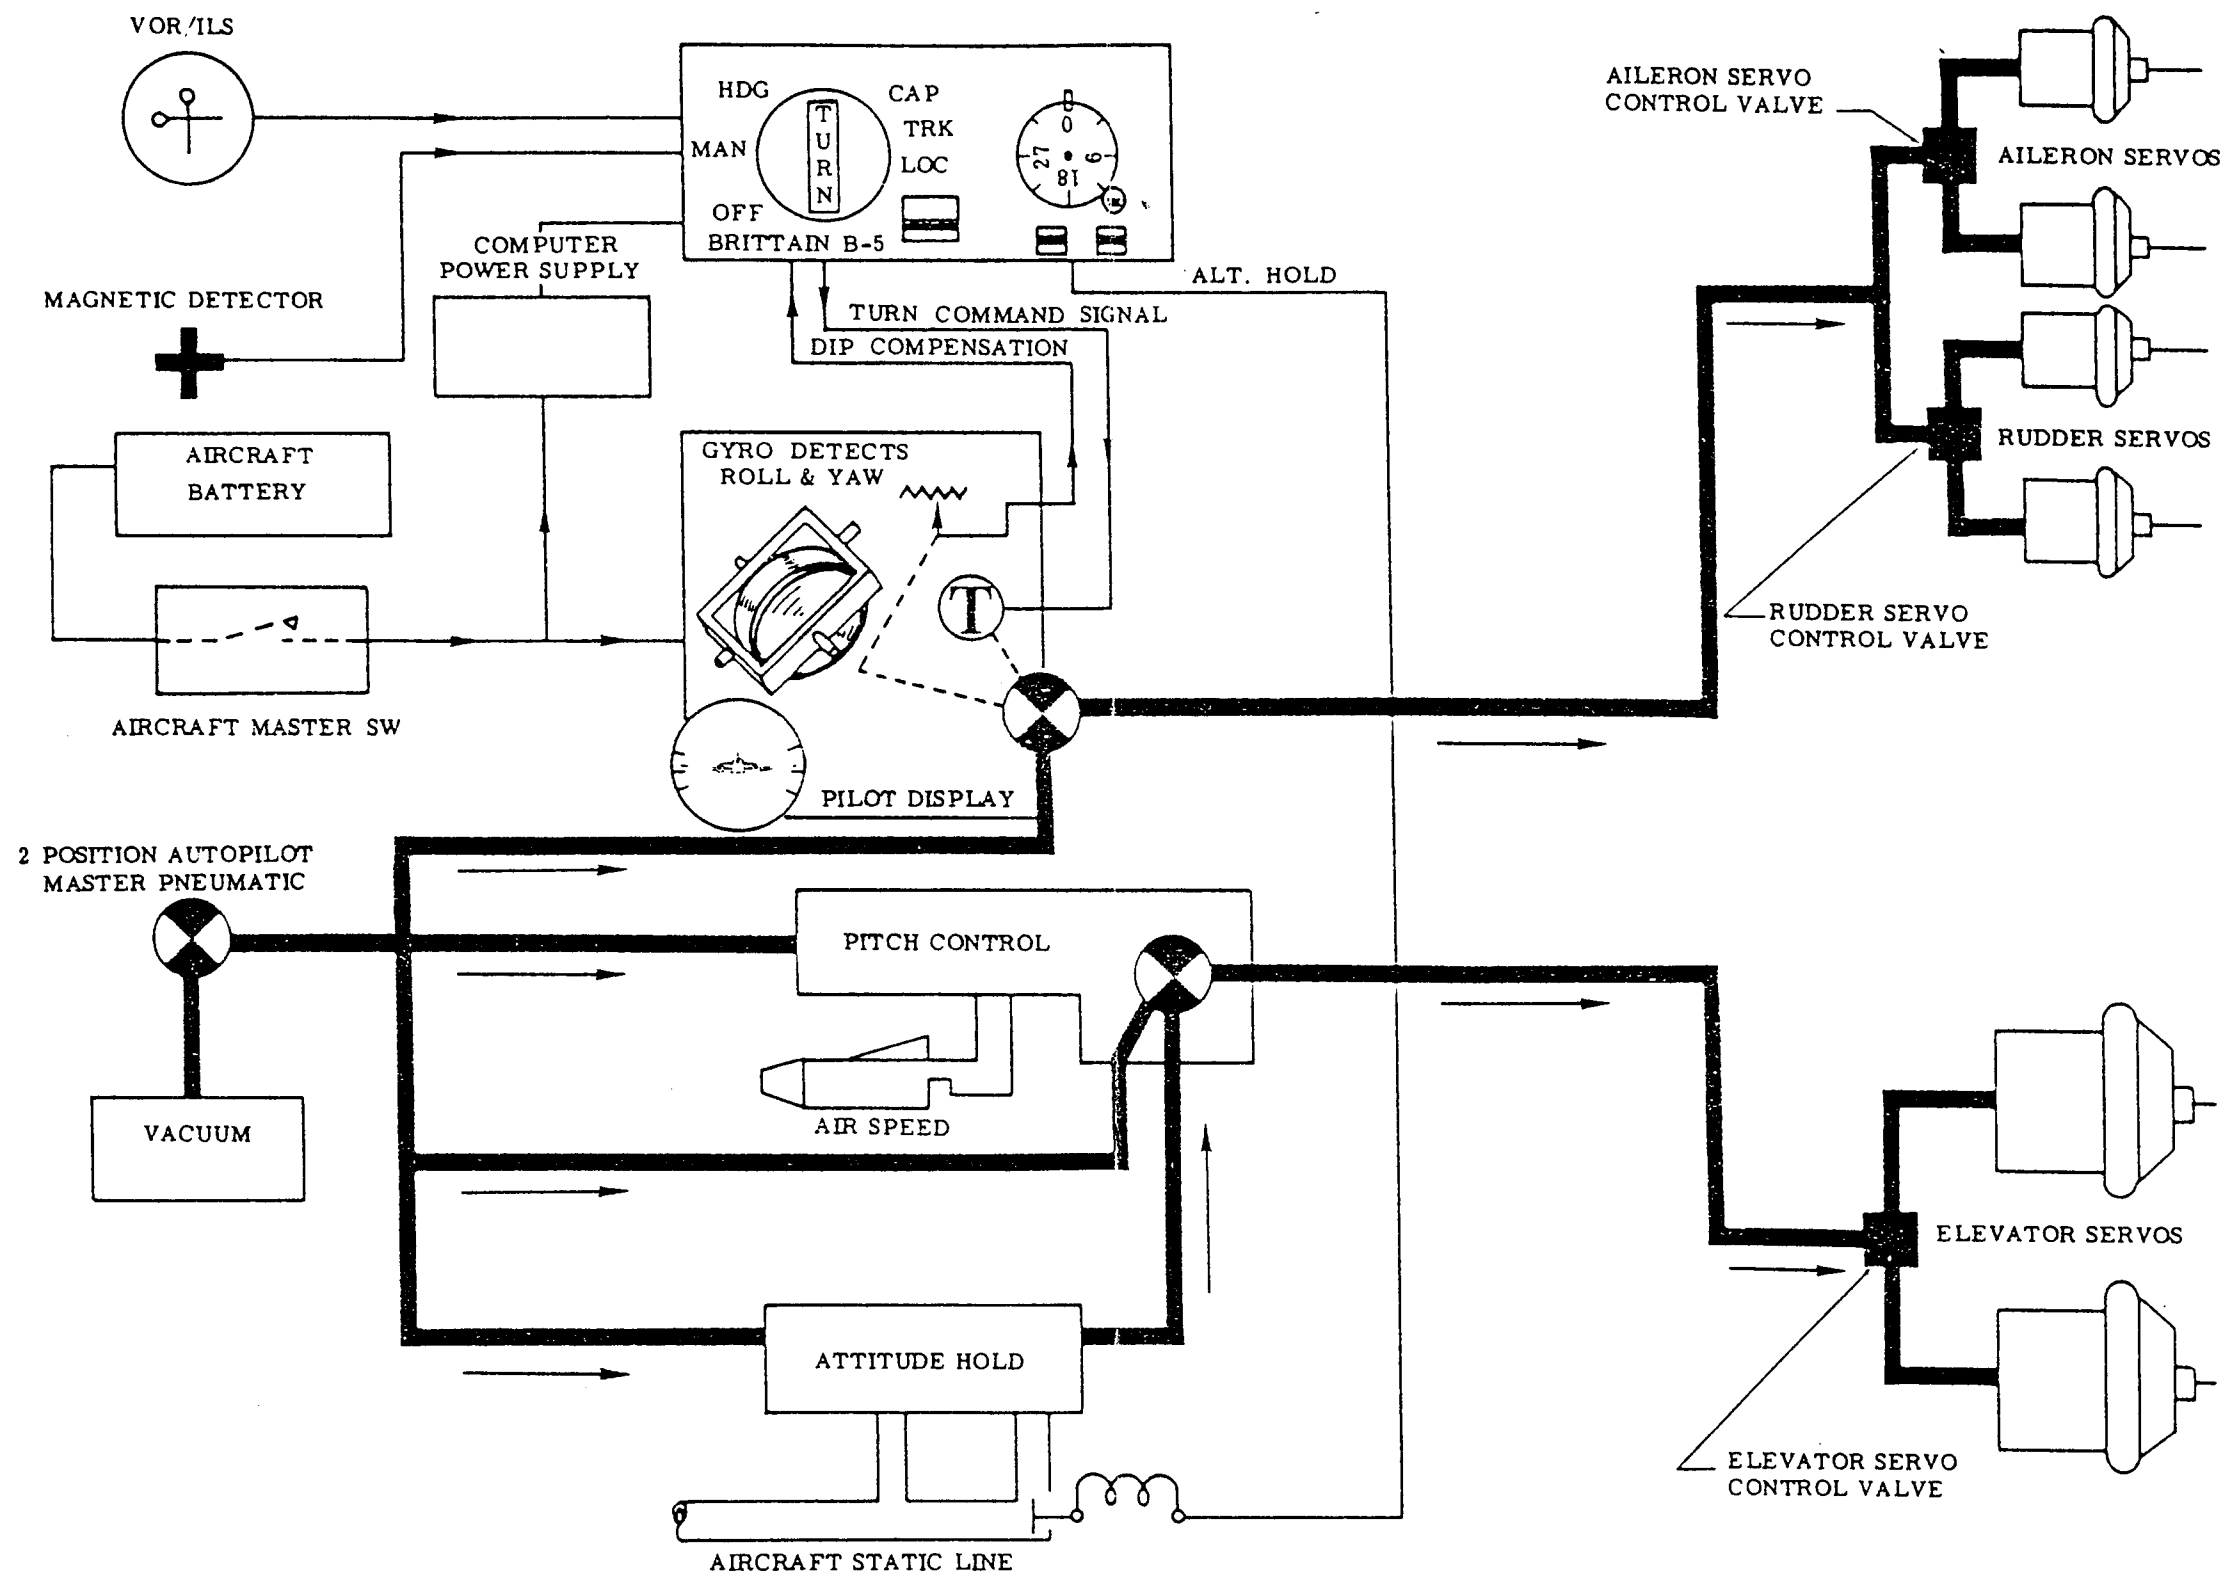 VOR/ILS
HDG
CAP
TRK
MAN
LOC
OFF
BRITTAIN B-5
TURN
0
9
18
27
AILERON SERVO
CONTROL VALVE
AILERON SERVOS
COMPUTER
POWER SUPPLY
MAGNETIC DETECTOR
ALT. HOLD
TURN COMMAND SIGNAL
DIP COMPENSATION
AIRCRAFT
BATTERY
GYRO DETECTS
ROLL & YAW
T
RUDDER SERVOS
RUDDER SERVO
CONTROL VALVE
AIRCRAFT MASTER SW
PILOT DISPLAY
2 POSITION AUTOPILOT
MASTER PNEUMATIC
PITCH CONTROL
AIR SPEED
VACUUM
ELEVATOR SERVOS
ATTITUDE HOLD
ELEVATOR SERVO
CONTROL VALVE
AIRCRAFT STATIC LINE